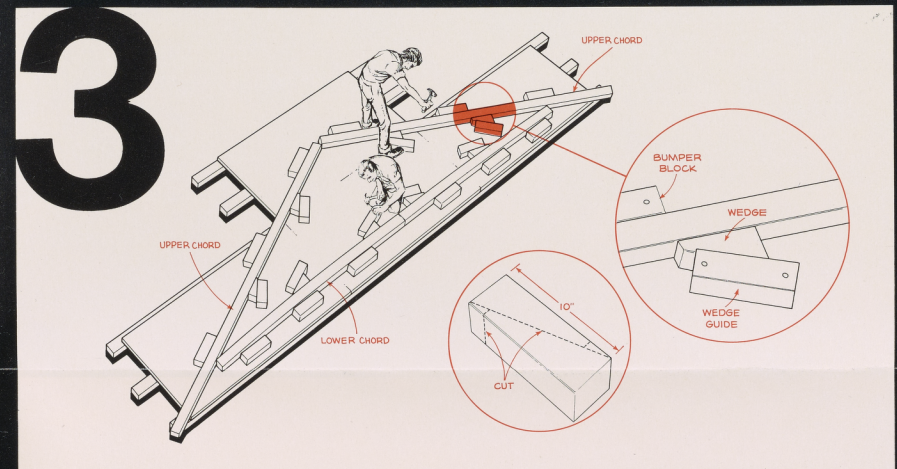 3
UPPER CHORD
BUMPER
BLOCK
WEDGE
UPPER CHORD
10"
WEDGE
GUIDE
LOWER CHORD
CUT